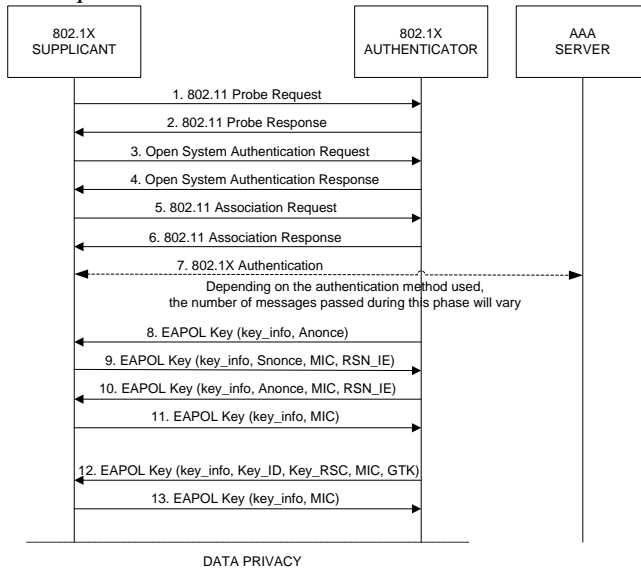 802.1X
SUPPLICANT
802.1X
AUTHENTICATOR
AAA
SERVER
1. 802.11 Probe Request
2. 802.11 Probe Response
3. Open System Authentication Request
4. Open System Authentication Response
5. 802.11 Association Request
6. 802.11 Association Response
7. 802.1X Authentication
Depending on the authentication method used,
the number of messages passed during this phase will vary
8. EAPOL Key (key_info, Anonce)
9. EAPOL Key (key_info, Snonce, MIC, RSN_IE)
10. EAPOL Key (key_info, Anonce, MIC, RSN_IE)
11. EAPOL Key (key_info, MIC)
12. EAPOL Key (key_info, Key_ID, Key_RSC, MIC, GTK)
13. EAPOL Key (key_info, MIC)
DATA PRIVACY